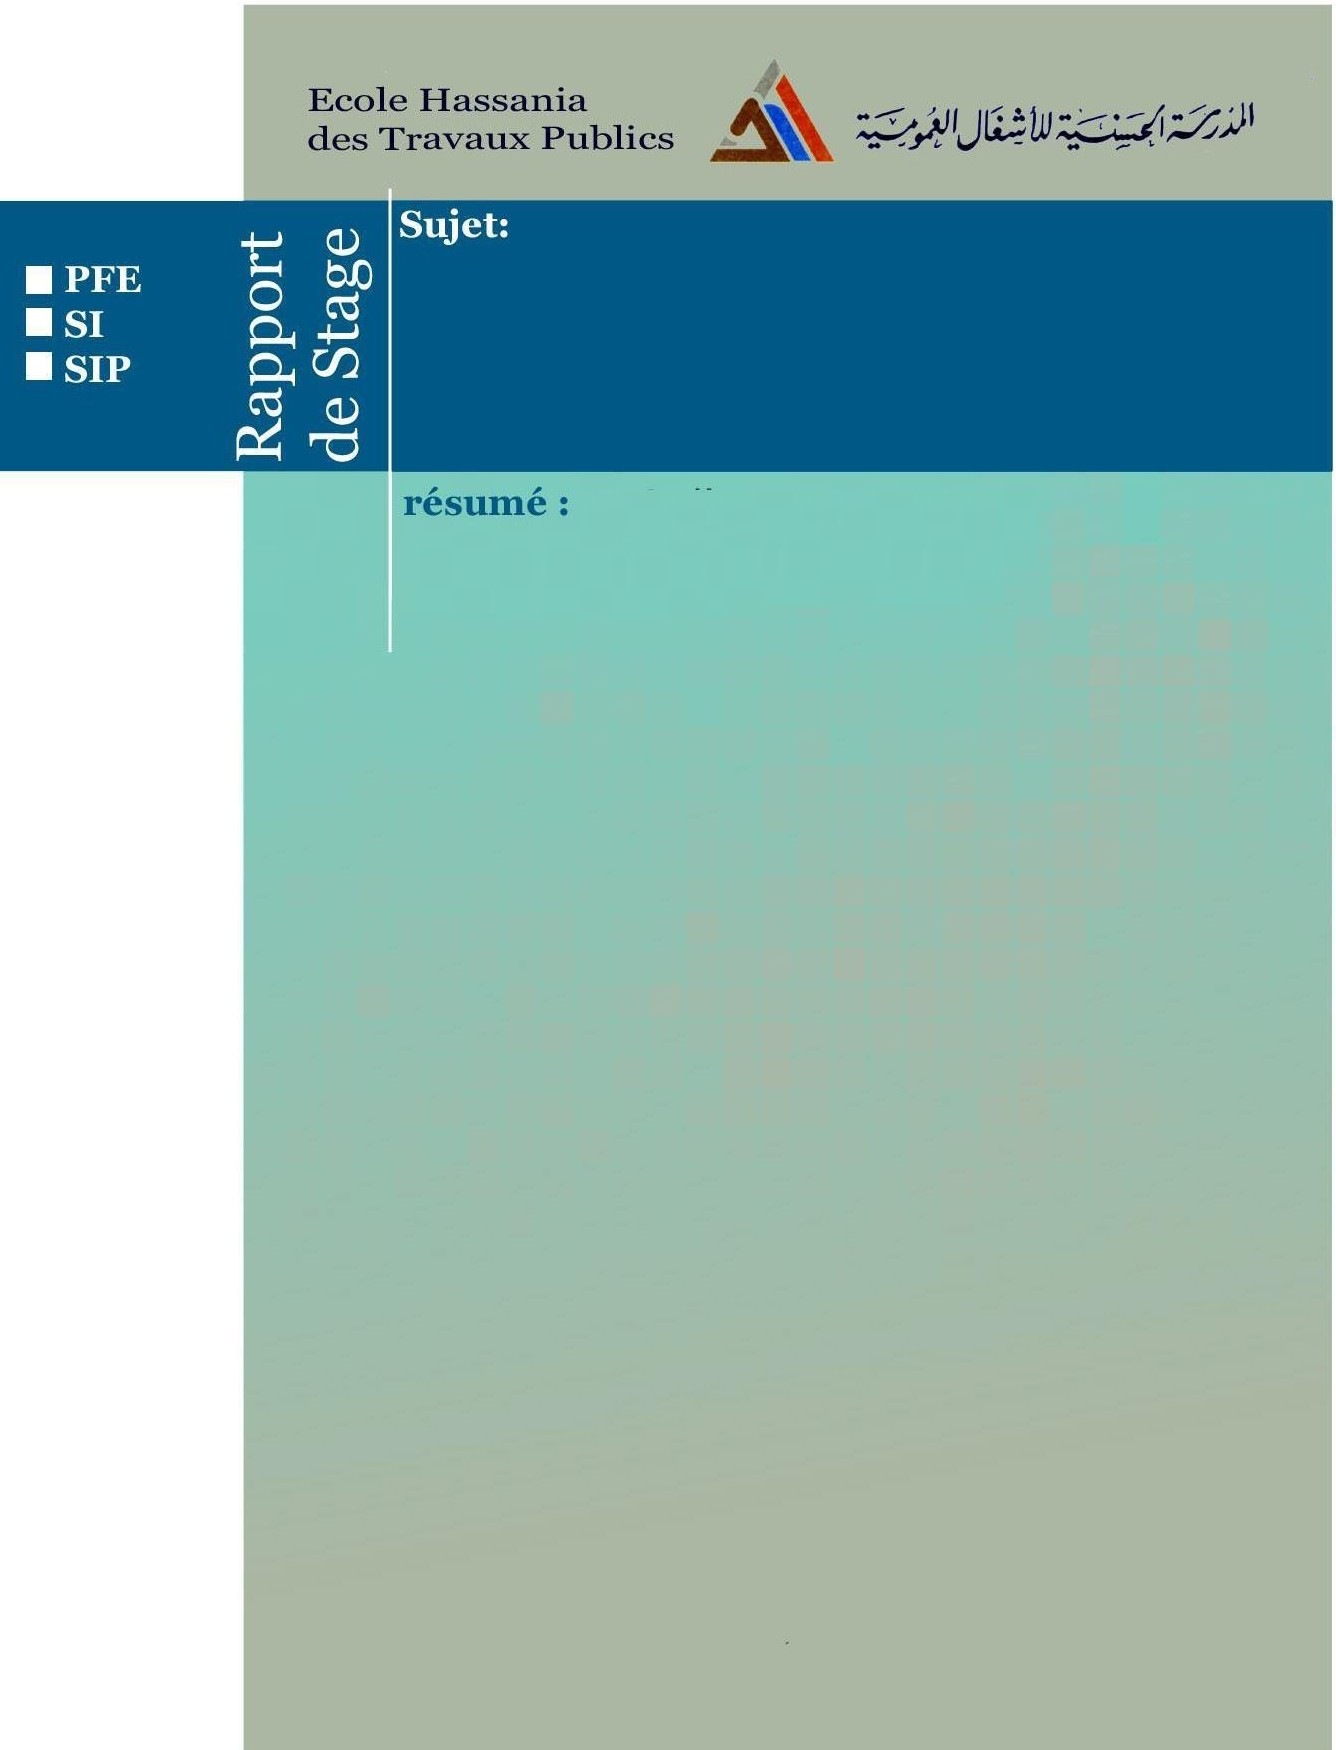 Ecole Hassania
des Travaux Publics
المدرسة الحسنية للأشغال العمومية
PFE
SI
SIP
Rapport
de Stage
Sujet:
résumé :